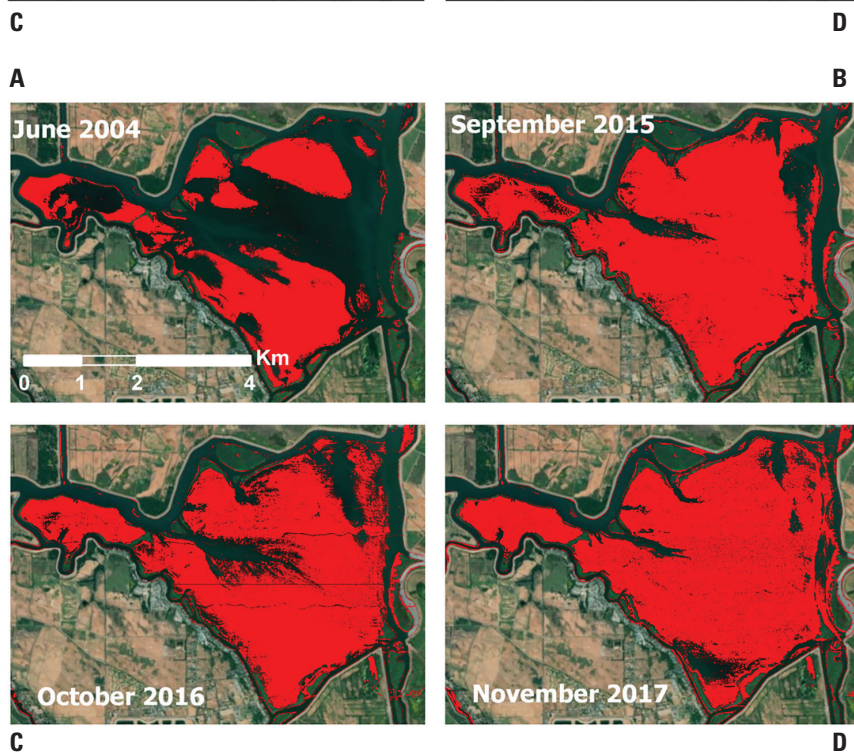 C D
A B
June 2004
September 2015
Km
0 1 2 4
October 2016
November 2017
C D